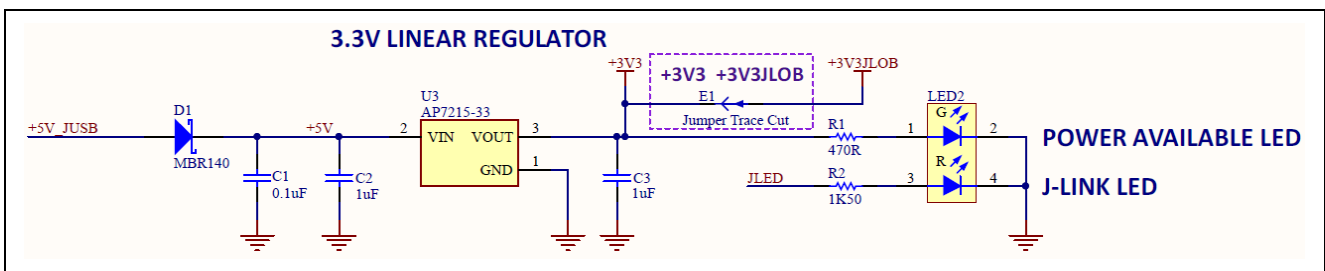 3.3V LINEAR REGULATOR
+3V3
+3V3 +3V3JLOB
+3V3JLOB
E1
Jumper Trace Cut
D1
+5V_JUSB
MBR140
+5V
U3
AP7215-33
2 VIN VOUT 3
GND 1
C1
0.1uF
C2
1uF
C3
1uF
R1
470R
LED2
1 G 2
POWER AVAILABLE LED
JLED
R2
1K50
3 R 4
J-LINK LED